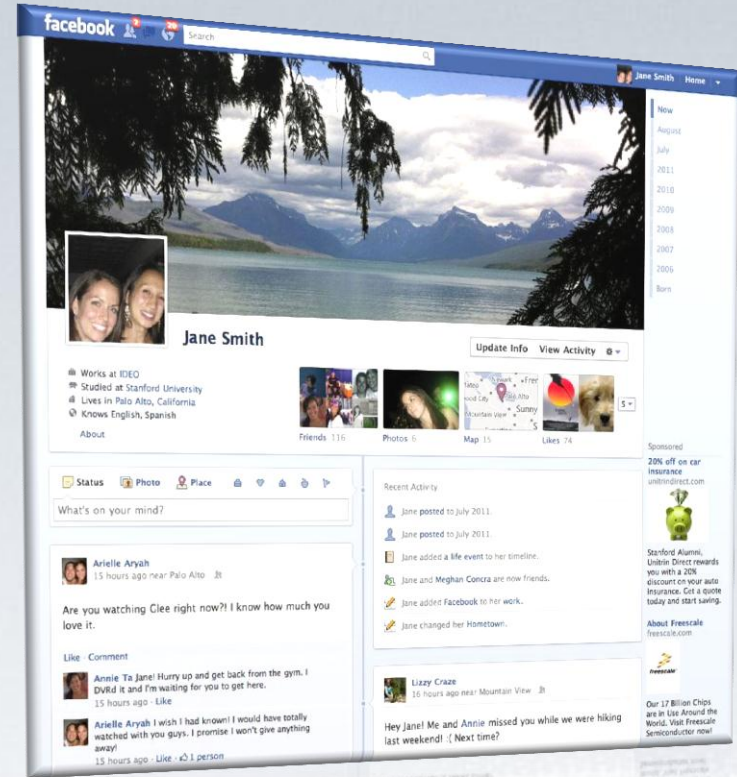 facebook 2 20 Search
Jane Smith Home
Now
August
July
2011
2010
2009
2008
2007
2006
Born
Jane Smith
Update Info View Activity
Works at IDEO
Studied at Stanford University
Lives in Palo Alto, California
Knows English, Spanish
About
Friends 116
Photos 6
Map 15
Likes 74
5
Status Photo Place
What's on your mind?
Arielle Aryah
15 hours ago near Palo Alto
Are you watching Glee right now?! I know how much you
love it.
Like · Comment
Annie Ta Jane! Hurry up and get back from the gym. I
DVRd it and I'm waiting for you to get here.
15 hours ago · Like
Arielle Aryah I wish I had known! I would have totally
watched with you guys. I promise I won't give anything
away!
15 hours ago · Like · 1 person
Recent Activity
Jane posted to July 2011.
Jane posted to July 2011.
Jane added a life event to her timeline.
Jane and Meghan Concra are now friends.
Jane added Facebook to her work.
Jane changed her Hometown.
Lizzy Craze
16 hours ago near Mountain View
Hey Jane! Me and Annie missed you while we were hiking
last weekend! :( Next time?
Sponsored
20% off on car
insurance
unitrindirect.com
Stanford Alumni,
Unitrin Direct rewards
you with a 20%
discount on your auto
insurance. Get a quote
today and start saving.
About Freescale
freescale.com
freescale
Our 17 Billion Chips
are in Use Around the
World. Visit Freescale
Semiconductor now!